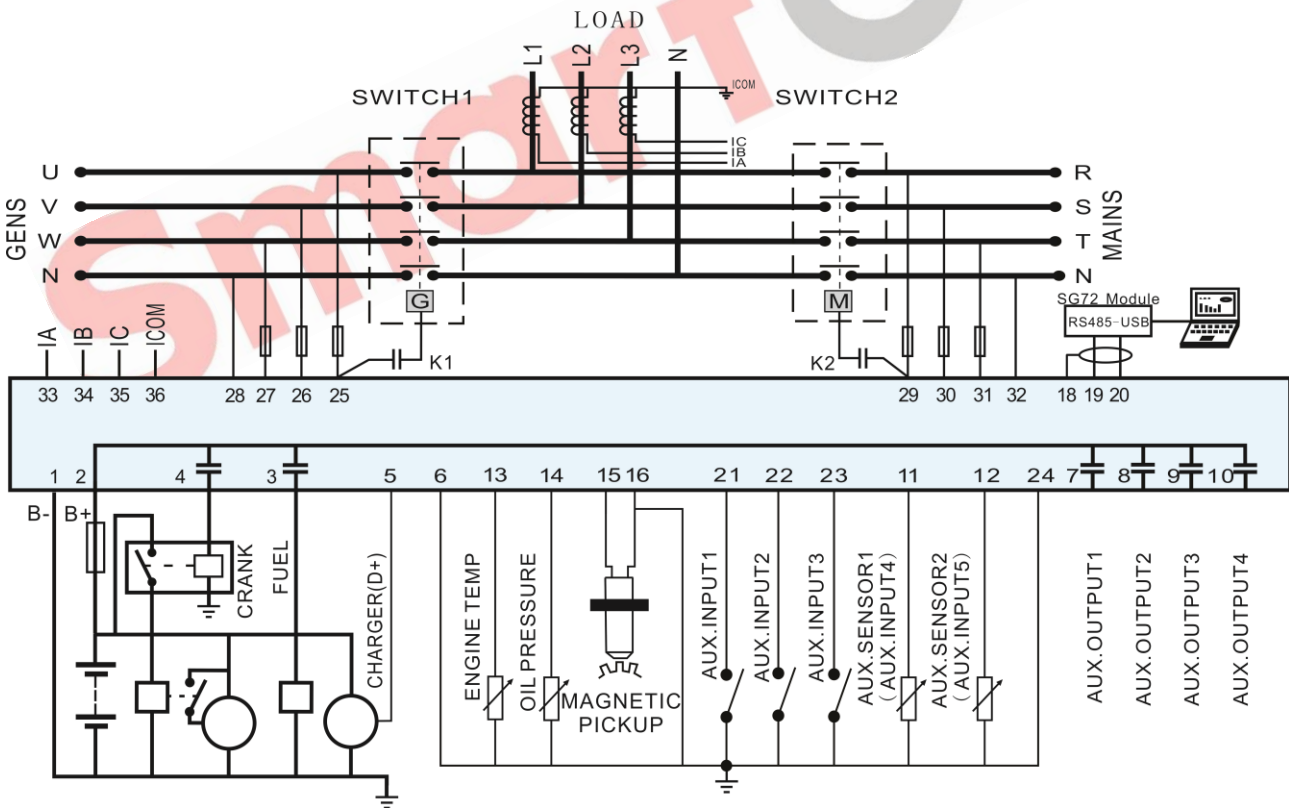 Smart
LOAD
L1
L2
L3
N
ICOM
SWITCH1
SWITCH2
IC
IB
IA
GENS
U
V
W
N
R
S
T
N
MAINS
G
M
SG72 Module
RS485-USB
IA
IB
IC
ICOM
K1
K2
33 34 35 36 28 27 26 25 29 30 31 32 18 19 20
1 2 4 3 5 6 13 14 15 16 21 22 23 11 12 24 7 8 9 10
B-
B+
CRANK
FUEL
CHARGER(D+)
ENGINE TEMP
OIL PRESSURE
MAGNETIC
PICKUP
AUX.INPUT1
AUX.INPUT2
AUX.INPUT3
AUX.SENSOR1
(AUX.INPUT4)
AUX.SENSOR2
(AUX.INPUT5)
AUX.OUTPUT1
AUX.OUTPUT2
AUX.OUTPUT3
AUX.OUTPUT4